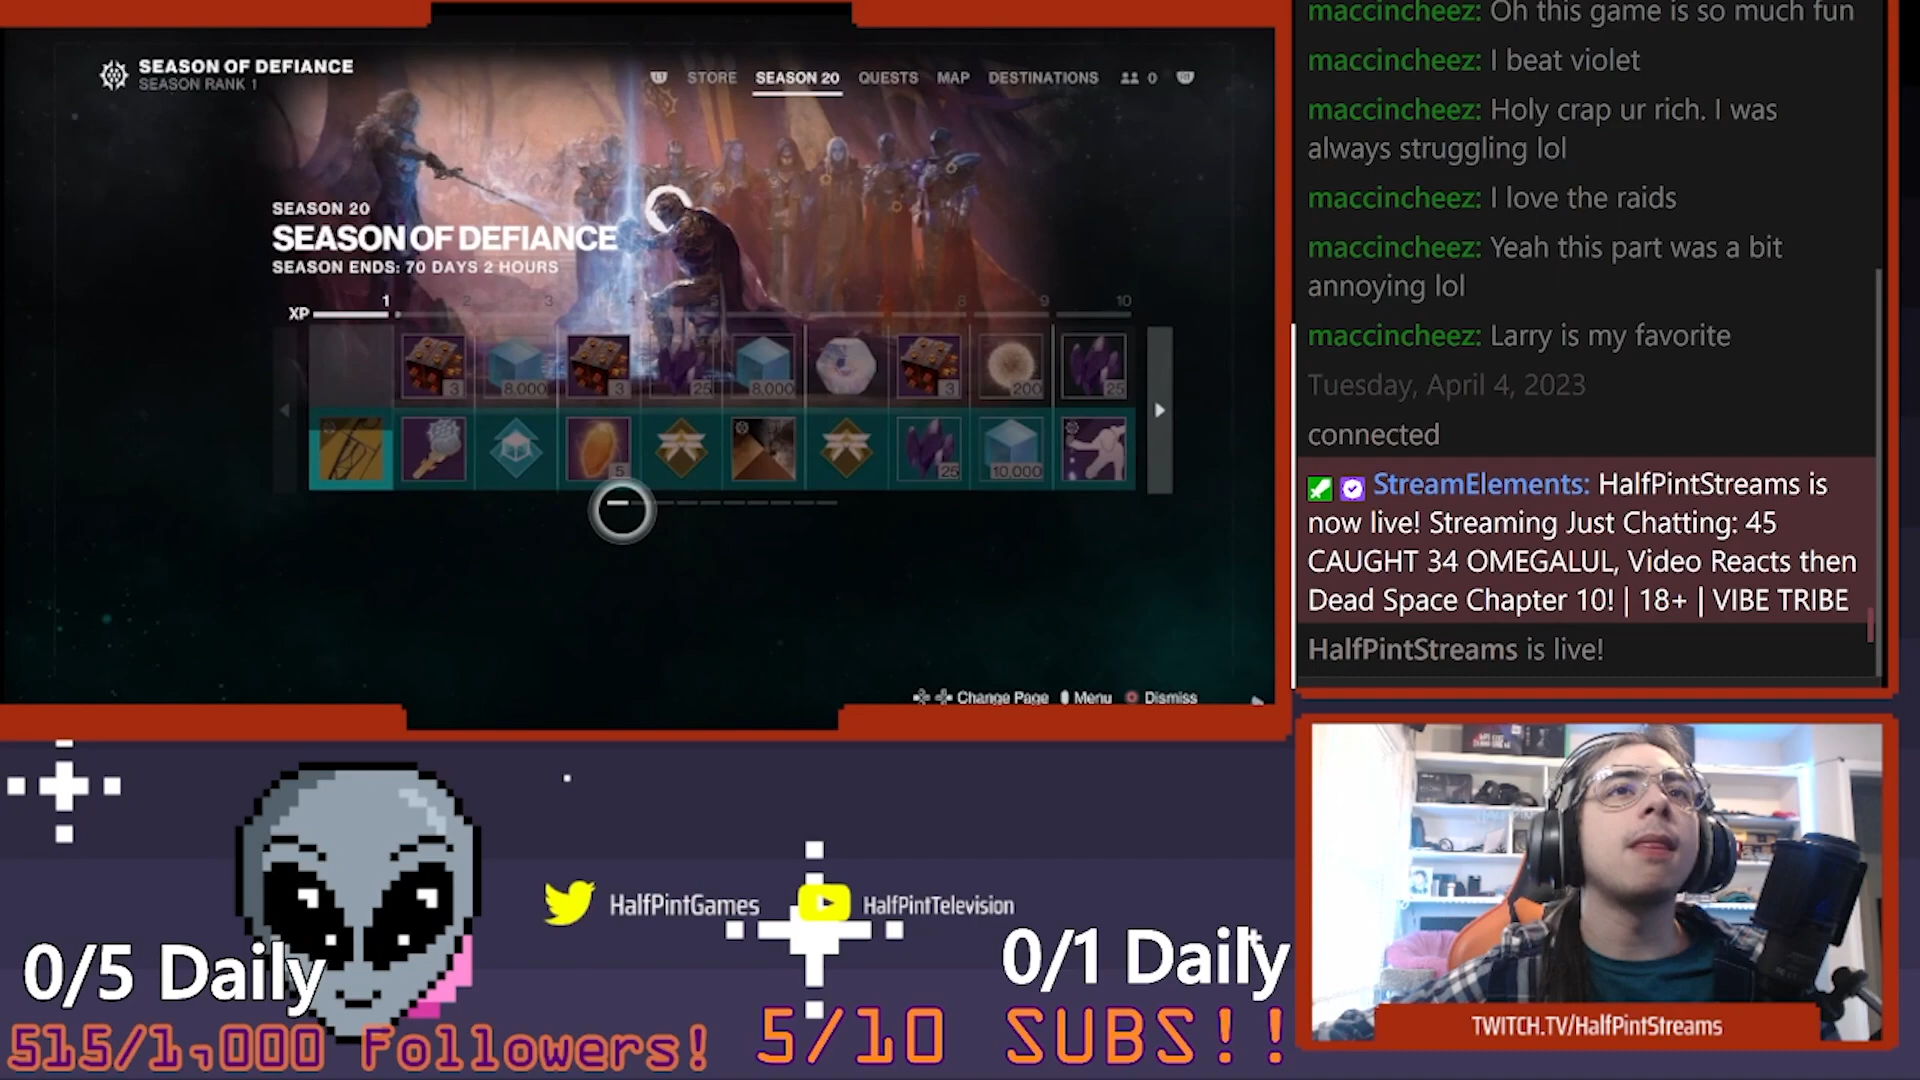 SEASON OF DEFIANCE
SEASON RANK 1
STORE SEASON 20 QUESTS MAP DESTINATIONS 0
SEASON 20
SEASON OF DEFIANCE
SEASON ENDS: 70 DAYS 2 HOURS
XP 1 2 3 4 5 7 8 9 10
3 8,000 3 25 8,000 3 200 25
5 25 10,000
Change Page Menu Dismiss
maccincheez: Oh this game is so much fun
maccincheez: I beat violet
maccincheez: Holy crap ur rich. I was
always struggling lol
maccincheez: I love the raids
maccincheez: Yeah this part was a bit
annoying lol
maccincheez: Larry is my favorite
Tuesday, April 4, 2023
connected
StreamElements: HalfPintStreams is
now live! Streaming Just Chatting: 45
CAUGHT 34 OMEGALUL, Video Reacts then
Dead Space Chapter 10! | 18+ | VIBE TRIBE
HalfPintStreams is live!
HalfPintGames
HalfPintTelevision
0/5 Daily
0/1 Daily
515/1,000 Followers!
5/10 SUBS!!
TWITCH.TV/HalfPintStreams